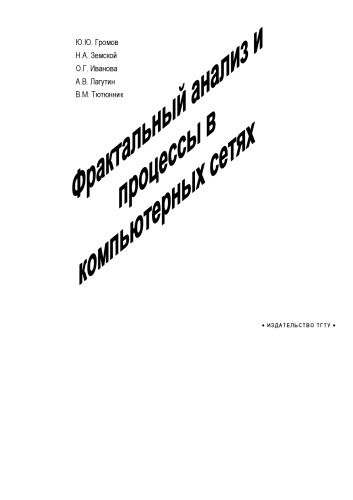 Ю.Ю. Громов
Н.А. Земской
О.Г. Иванова
А.В. Лагутин
В.М. Тютюнник
Фрактальный анализ и
процессы в
компьютерных сетях
• ИЗДАТЕЛЬСТВО ТГТУ •